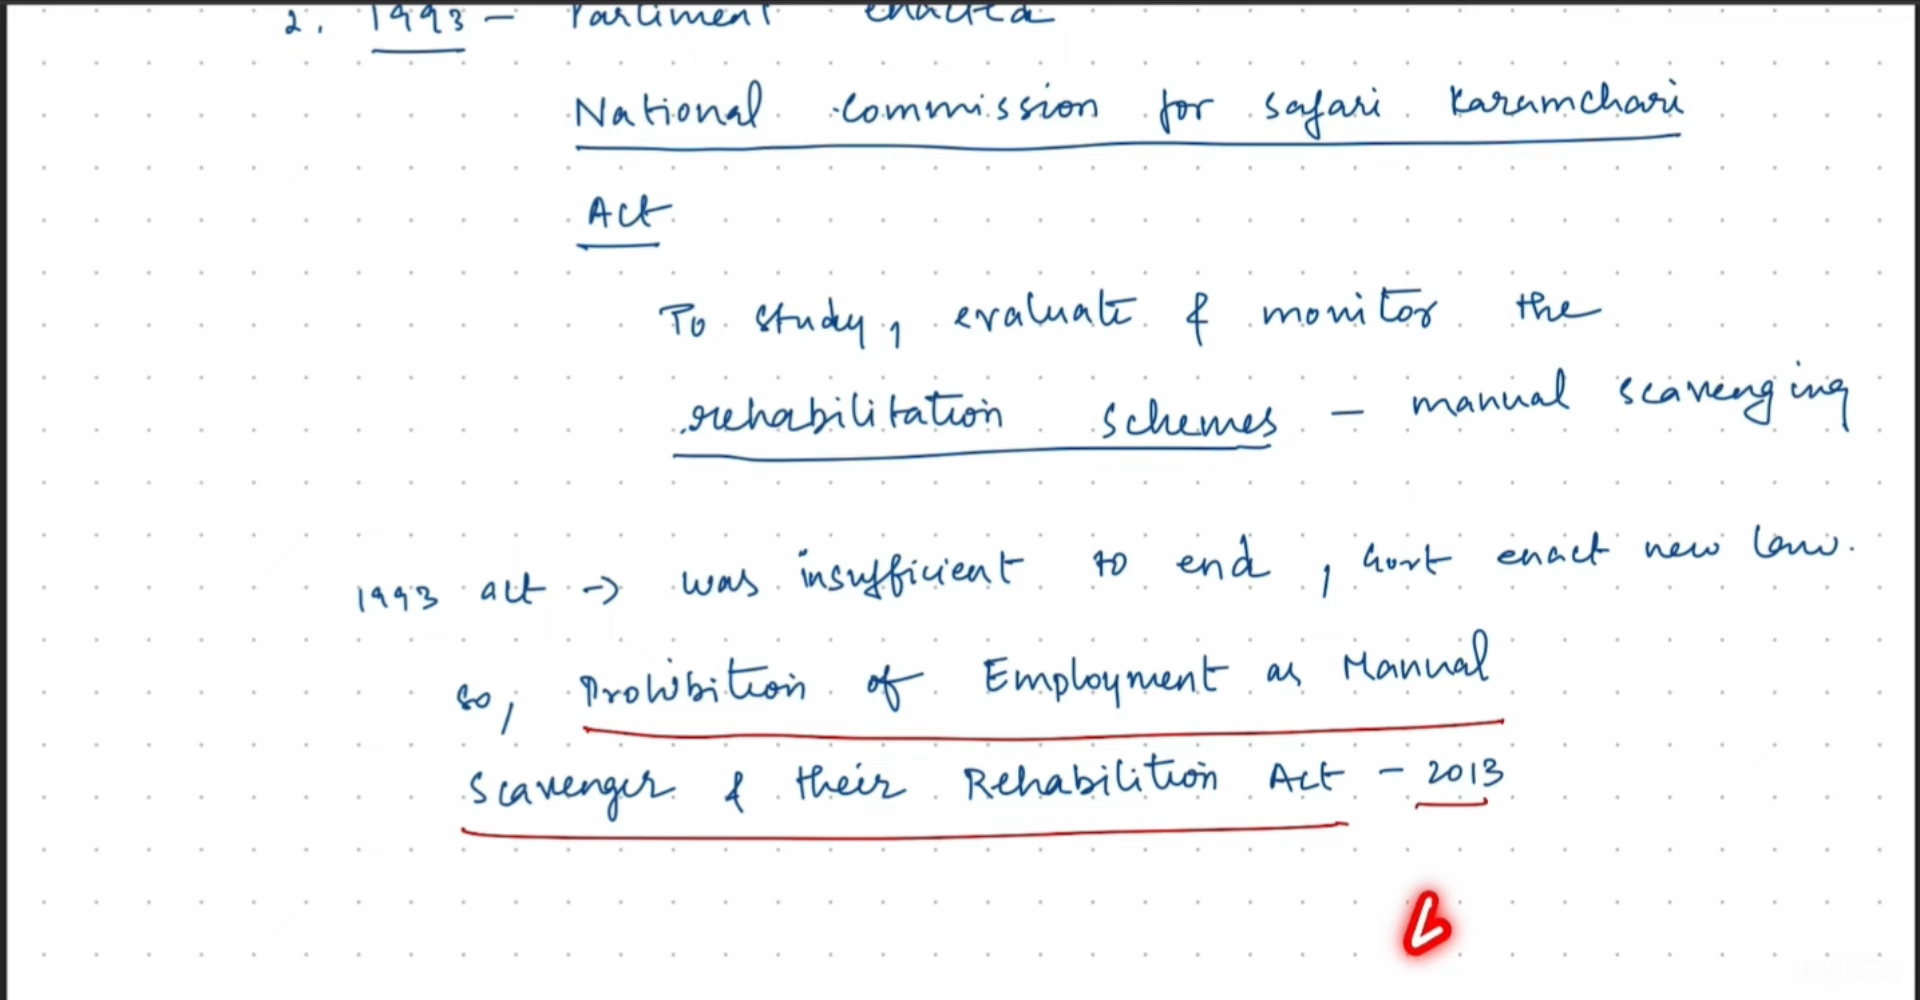 2. 1993 - Parliment enacted
National commission for safari karamchari
Act
To study, evaluate & monitor the
rehabilitation schemes - manual scavenging
1993 act → was insufficient to end, Govt enact new law.
so, Prohibition of Employment as Manual
Scavenger & their Rehabilition Act - 2013